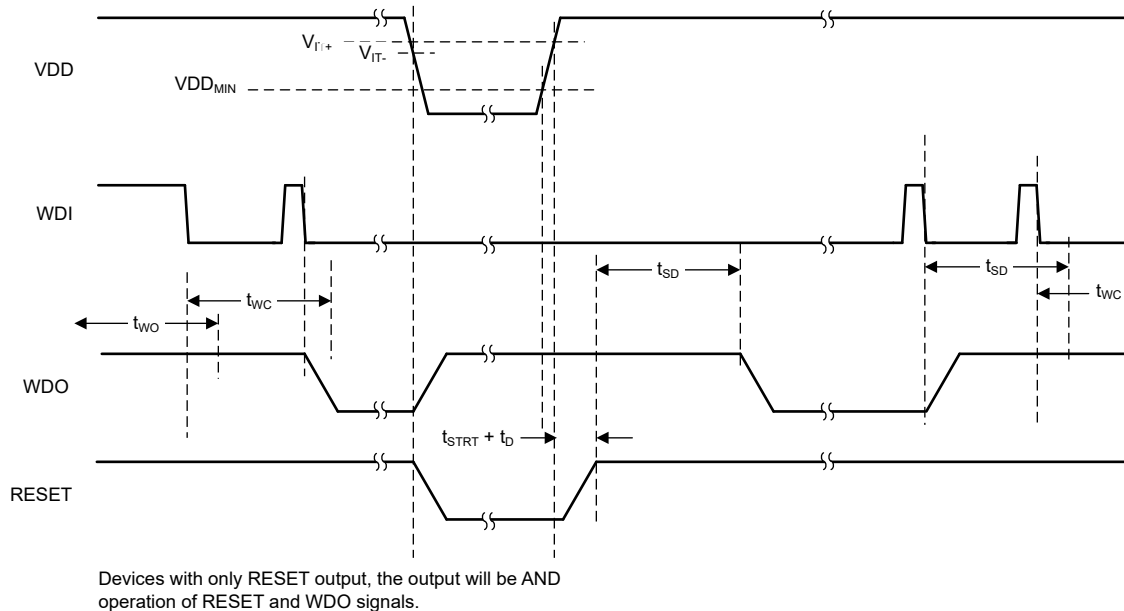 V_IT+
V_IT-
VDD
VDD_MIN
WDI
t_SD
t_SD
t_WC
t_WC
t_WO
WDO
t_STRT + t_D
RESET
Devices with only RESET output, the output will be AND
operation of RESET and WDO signals.